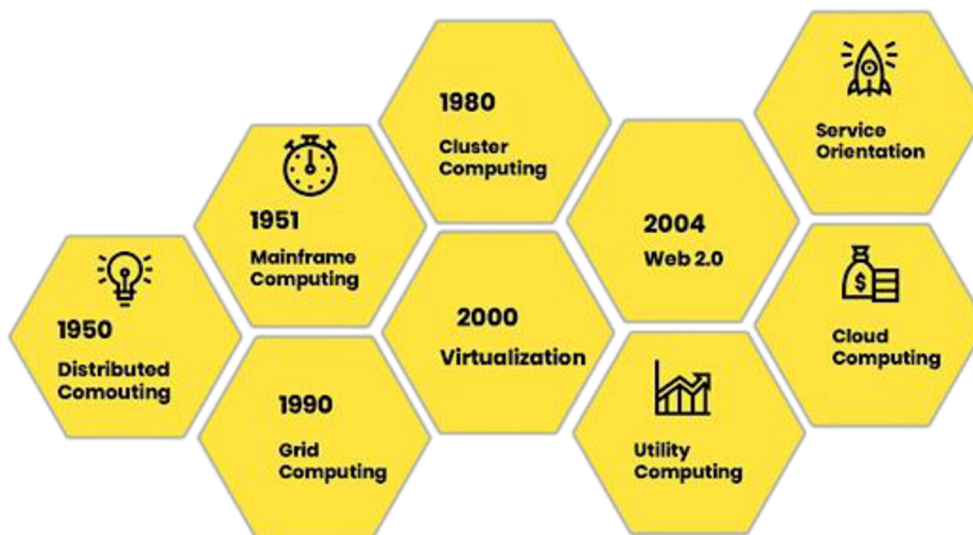 1950
Distributed
Comouting
1951
Mainframe
Computing
1990
Grid
Computing
1980
Cluster
Computing
2000
Virtualization
2004
Web 2.0
Utility
Computing
Service
Orientation
$
Cloud
Computing